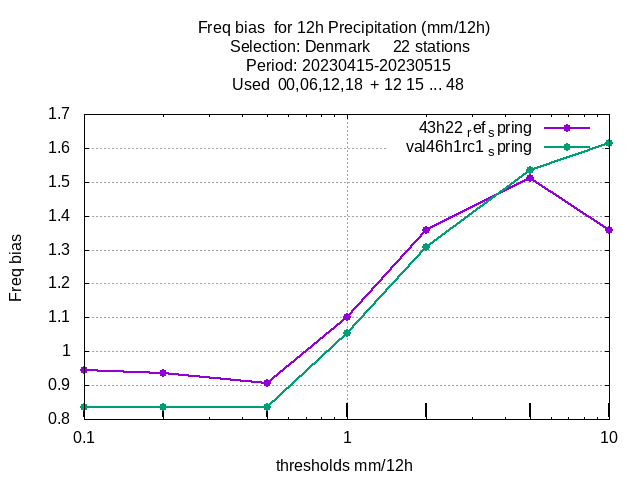 Freq bias  for 12h Precipitation (mm/12h)
Selection: Denmark     22 stations
Period: 20230415-20230515
Used  00,06,12,18  + 12 15 ... 48
43h22 ref spring
val46h1rc1 spring
1.7
1.6
1.5
1.4
1.3
1.2
1.1
1
0.9
0.8
Freq bias
0.1 1 10
thresholds mm/12h